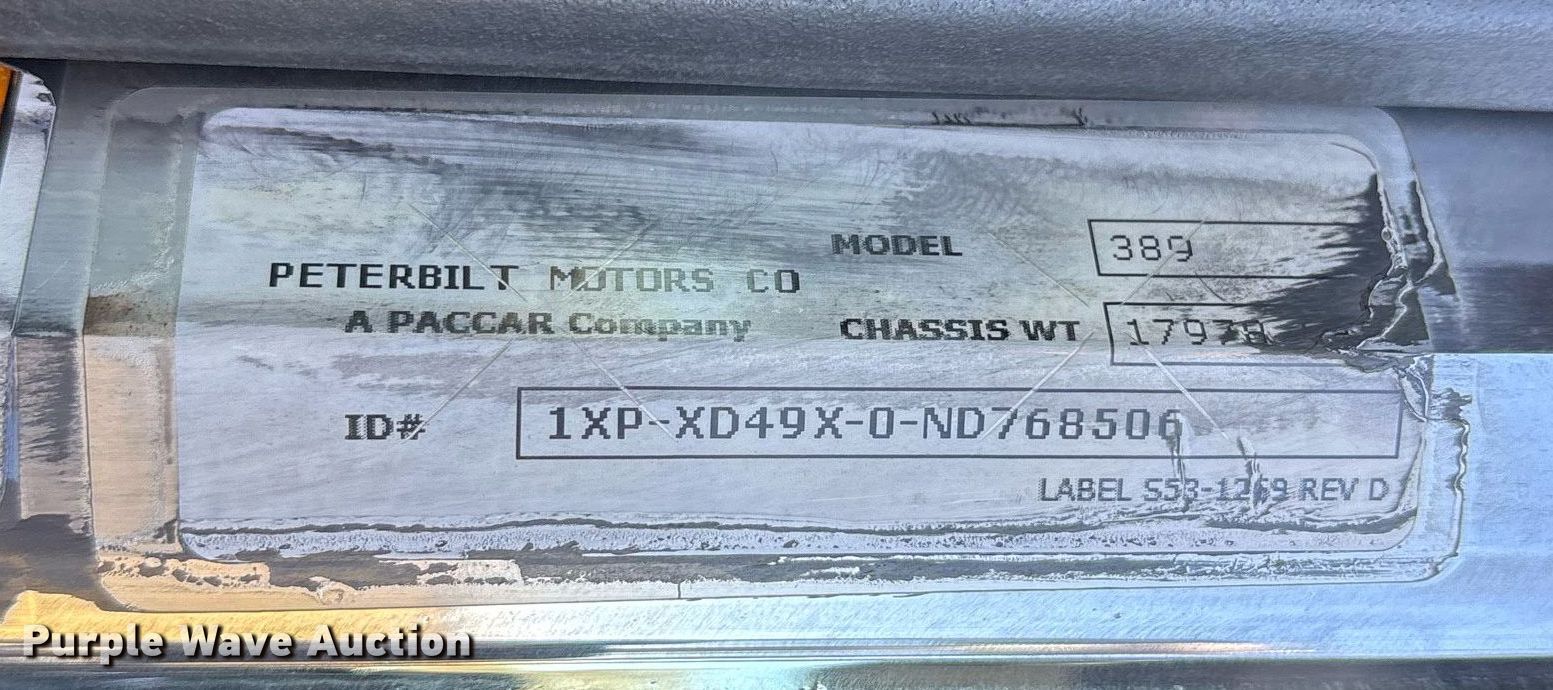 MODEL 389
PETERBILT MOTORS CO
A PACCAR Company
CHASSIS WT
ID# 1XP-XD49X-0-ND768506
LABEL S53-1269 REV D
Purple Wave Auction